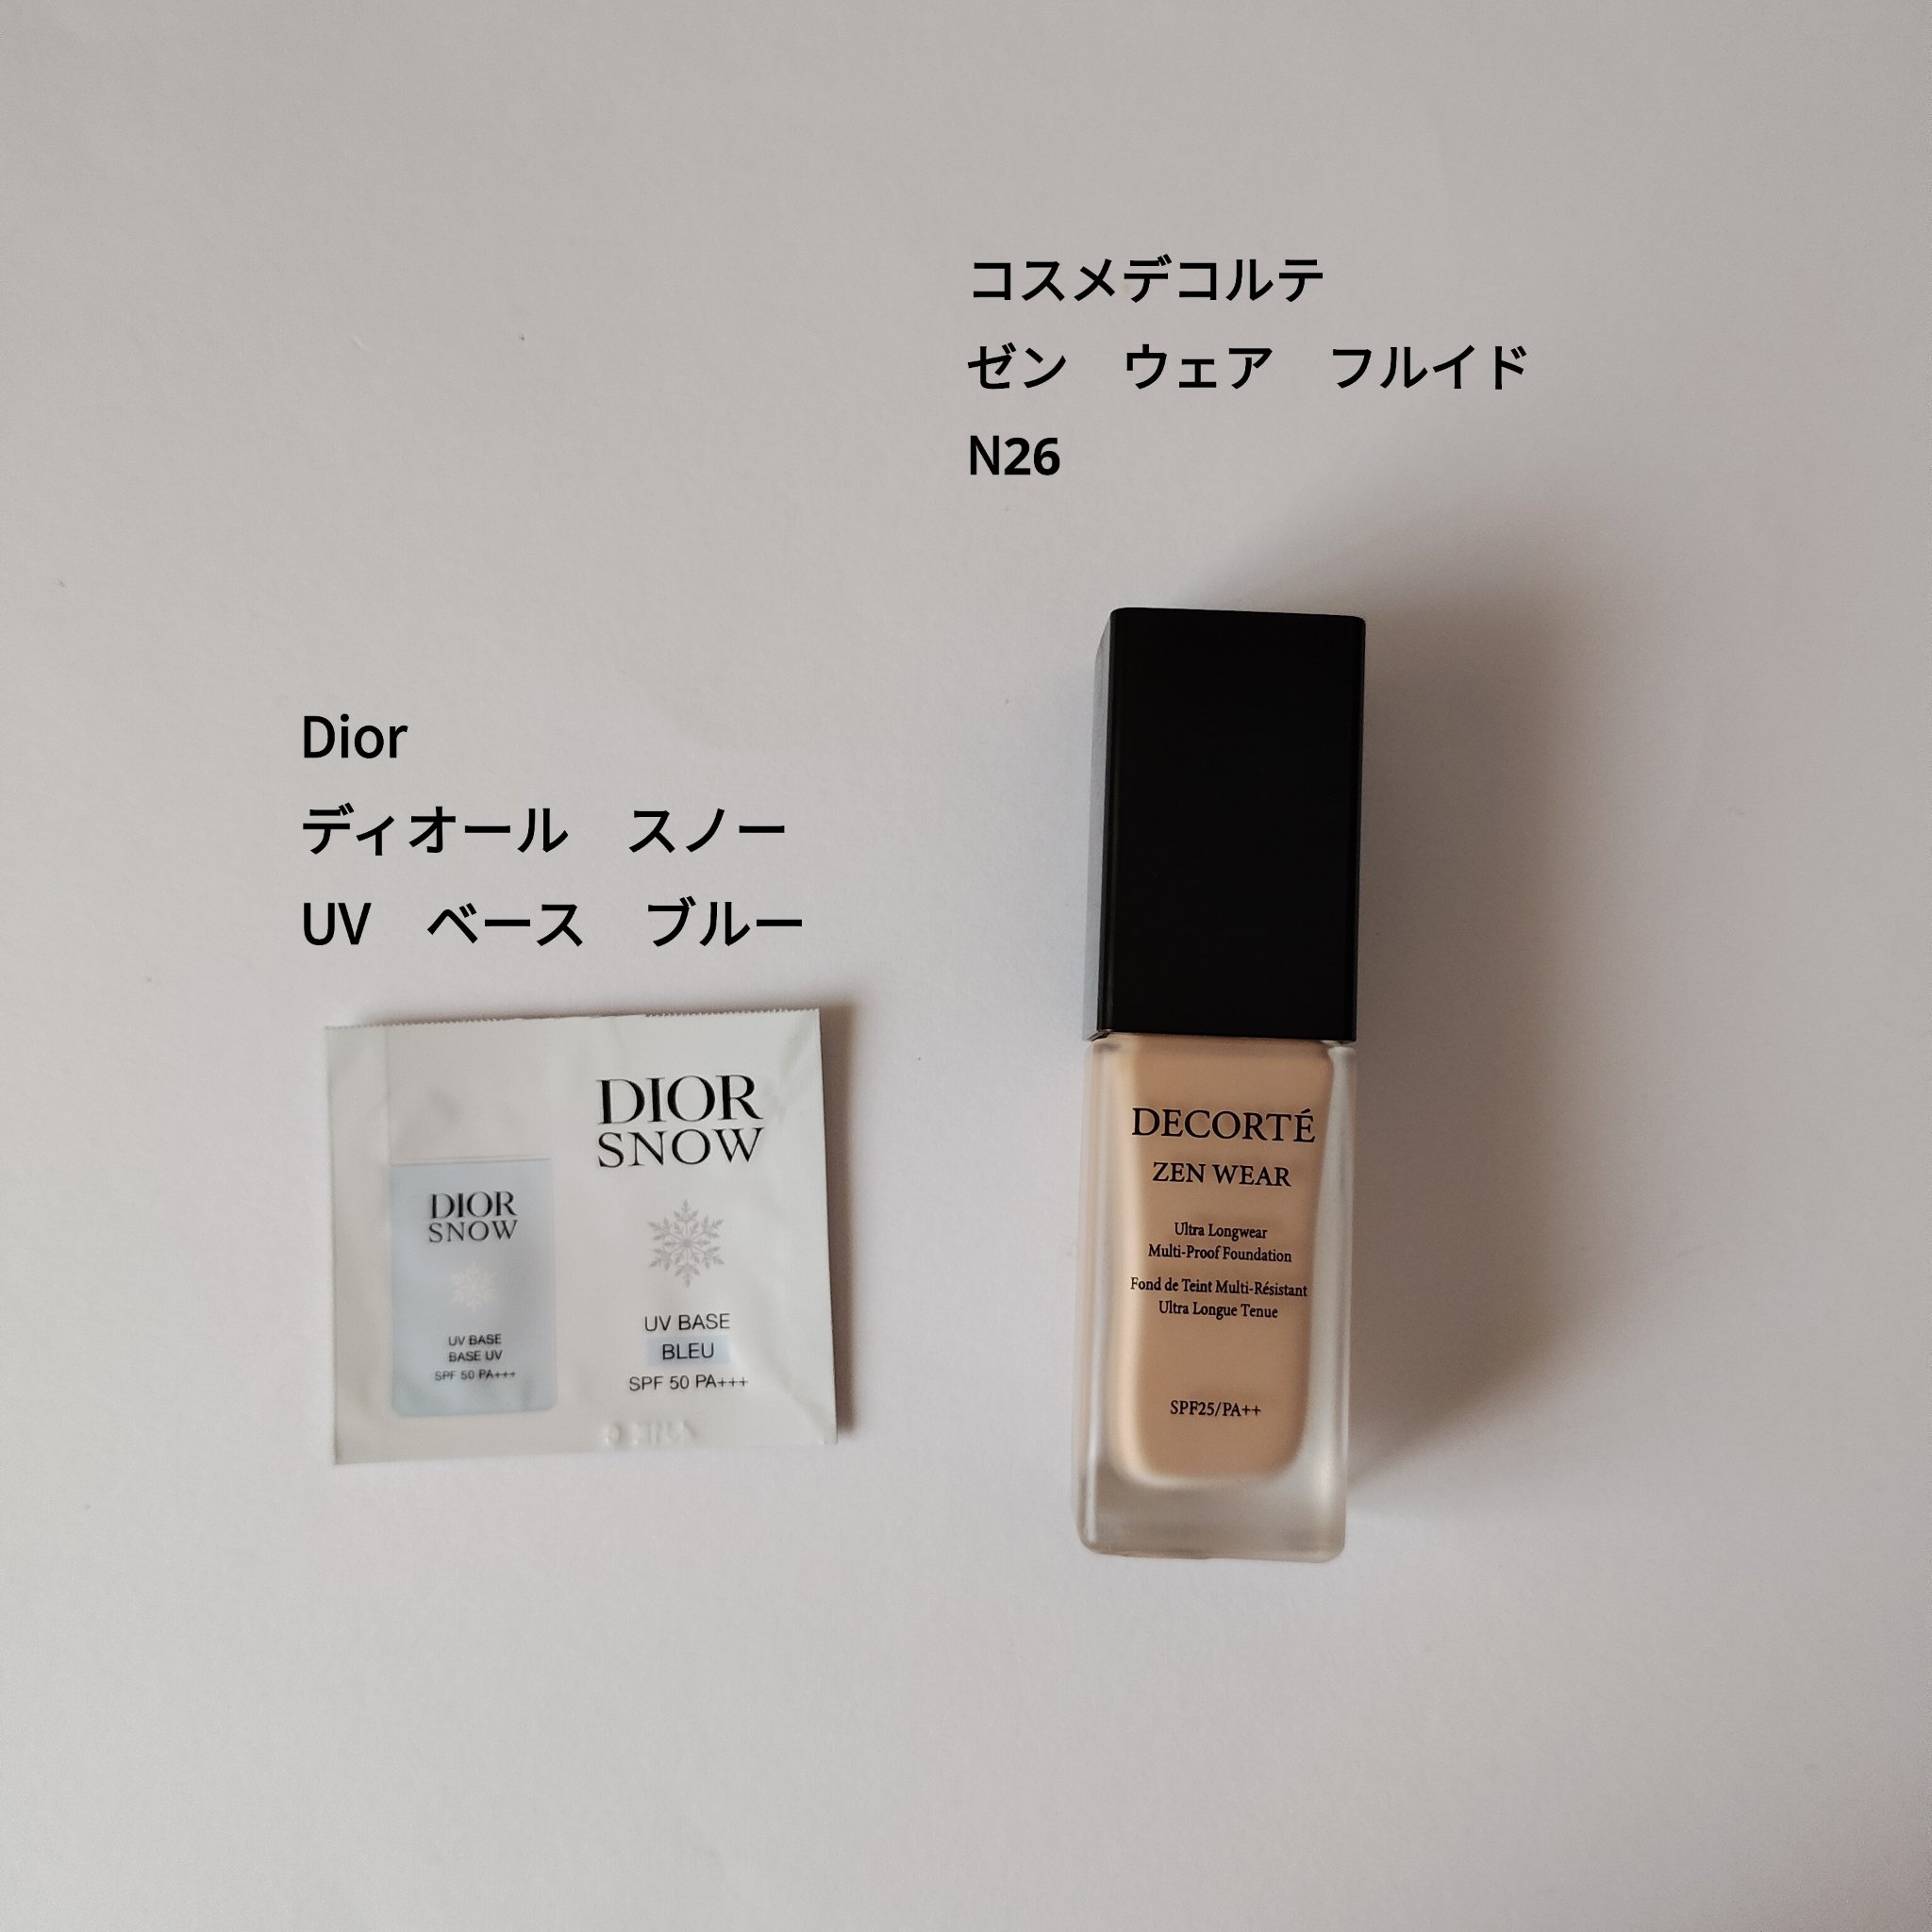 コスメデコルテ
ゼン　ウェア　フルイド
N26
Dior
ディオール　スノー
UV　ベース　ブルー
DIOR
SNOW
UV BASE
BLEU
SPF 50 PA+++
DIOR
SNOW
UV BASE
BASE UV
SPF 50 PA+++
DECORTÉ
ZEN WEAR
Ultra Longwear
Multi-Proof Foundation
Fond de Teint Multi-Résistant
Ultra Longue Tenue
SPF25/PA++